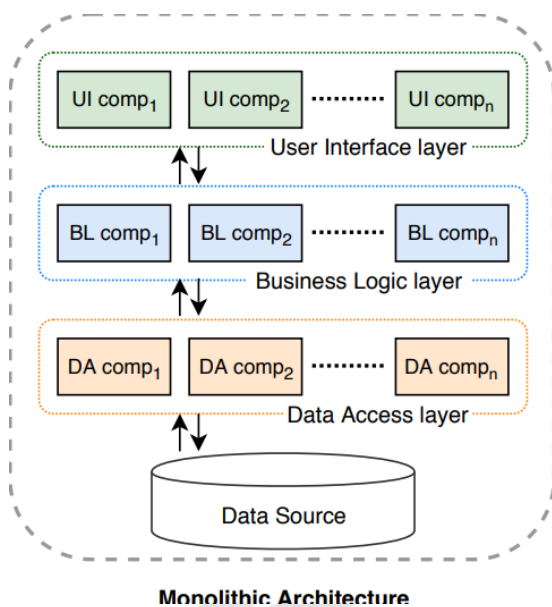 UI comp1 UI comp2 UI compn
User Interface layer
BL comp1 BL comp2 BL compn
Business Logic layer
DA comp1 DA comp2 DA compn
Data Access layer
Data Source
Monolithic Architecture